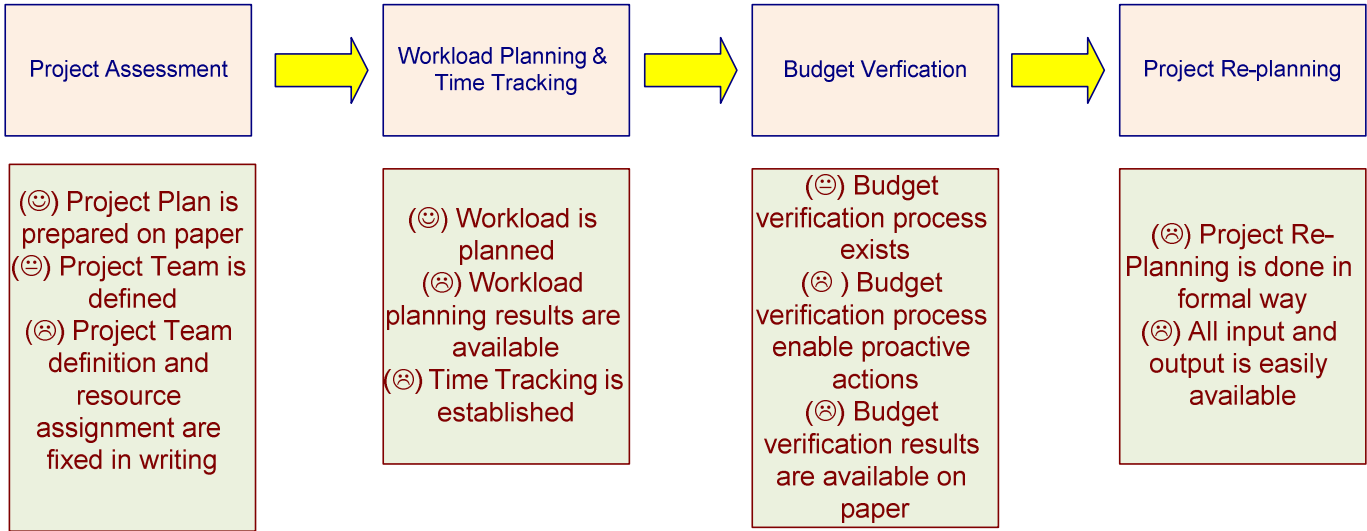 Project Assessment
Workload Planning &
Time Tracking
Budget Verfication
Project Re-planning
(☺) Project Plan is
prepared on paper
(😐) Project Team is
defined
(☹) Project Team
definition and
resource
assignment are
fixed in writing
(☺) Workload is
planned
(☹) Workload
planning results are
available
(☹) Time Tracking is
established
(😐) Budget
verification process
exists
(☹ ) Budget
verification process
enable proactive
actions
(☹) Budget
verification results
are available on
paper
(☹) Project Re-
Planning is done in
formal way
(☹) All input and
output is easily
available